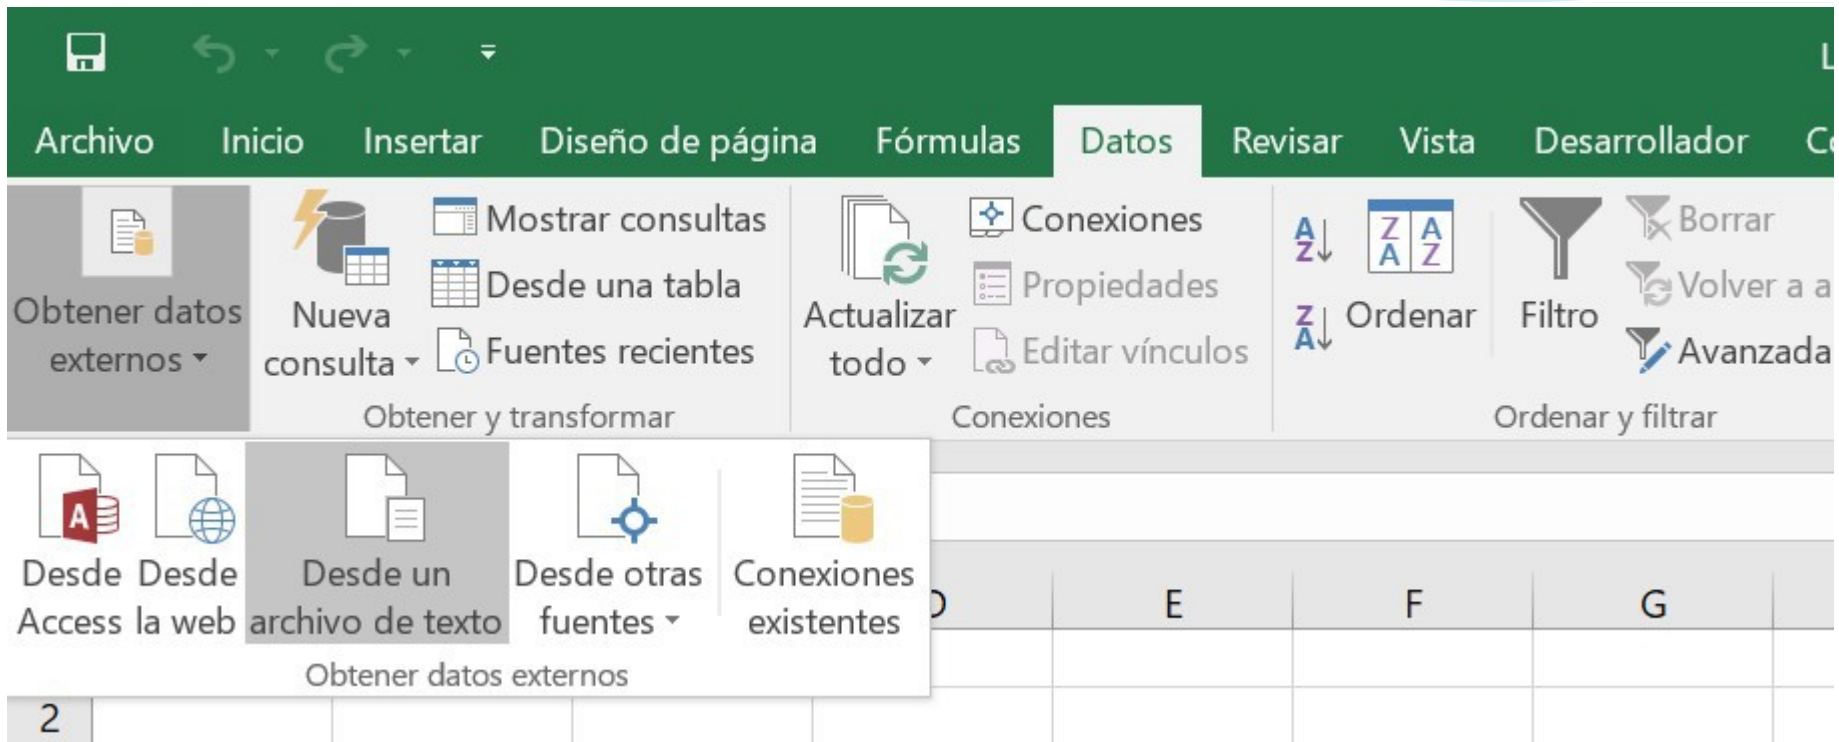 L
Archivo Inicio Insertar Diseño de página Fórmulas Datos Revisar Vista Desarrollador
Obtener datos
externos
Nueva
consulta
Mostrar consultas
Desde una tabla
Fuentes recientes
Obtener y transformar
Actualizar
todo
Conexiones
Propiedades
Editar vínculos
Conexiones
A
Z
Z
A
Z A
A Z
Ordenar
Filtro
Borrar
Volver a a
Avanzada
Ordenar y filtrar
A
Desde
Access
Desde
la web
Desde un
archivo de texto
Desde otras
fuentes
Conexiones
existentes
Obtener datos externos
E F G
2